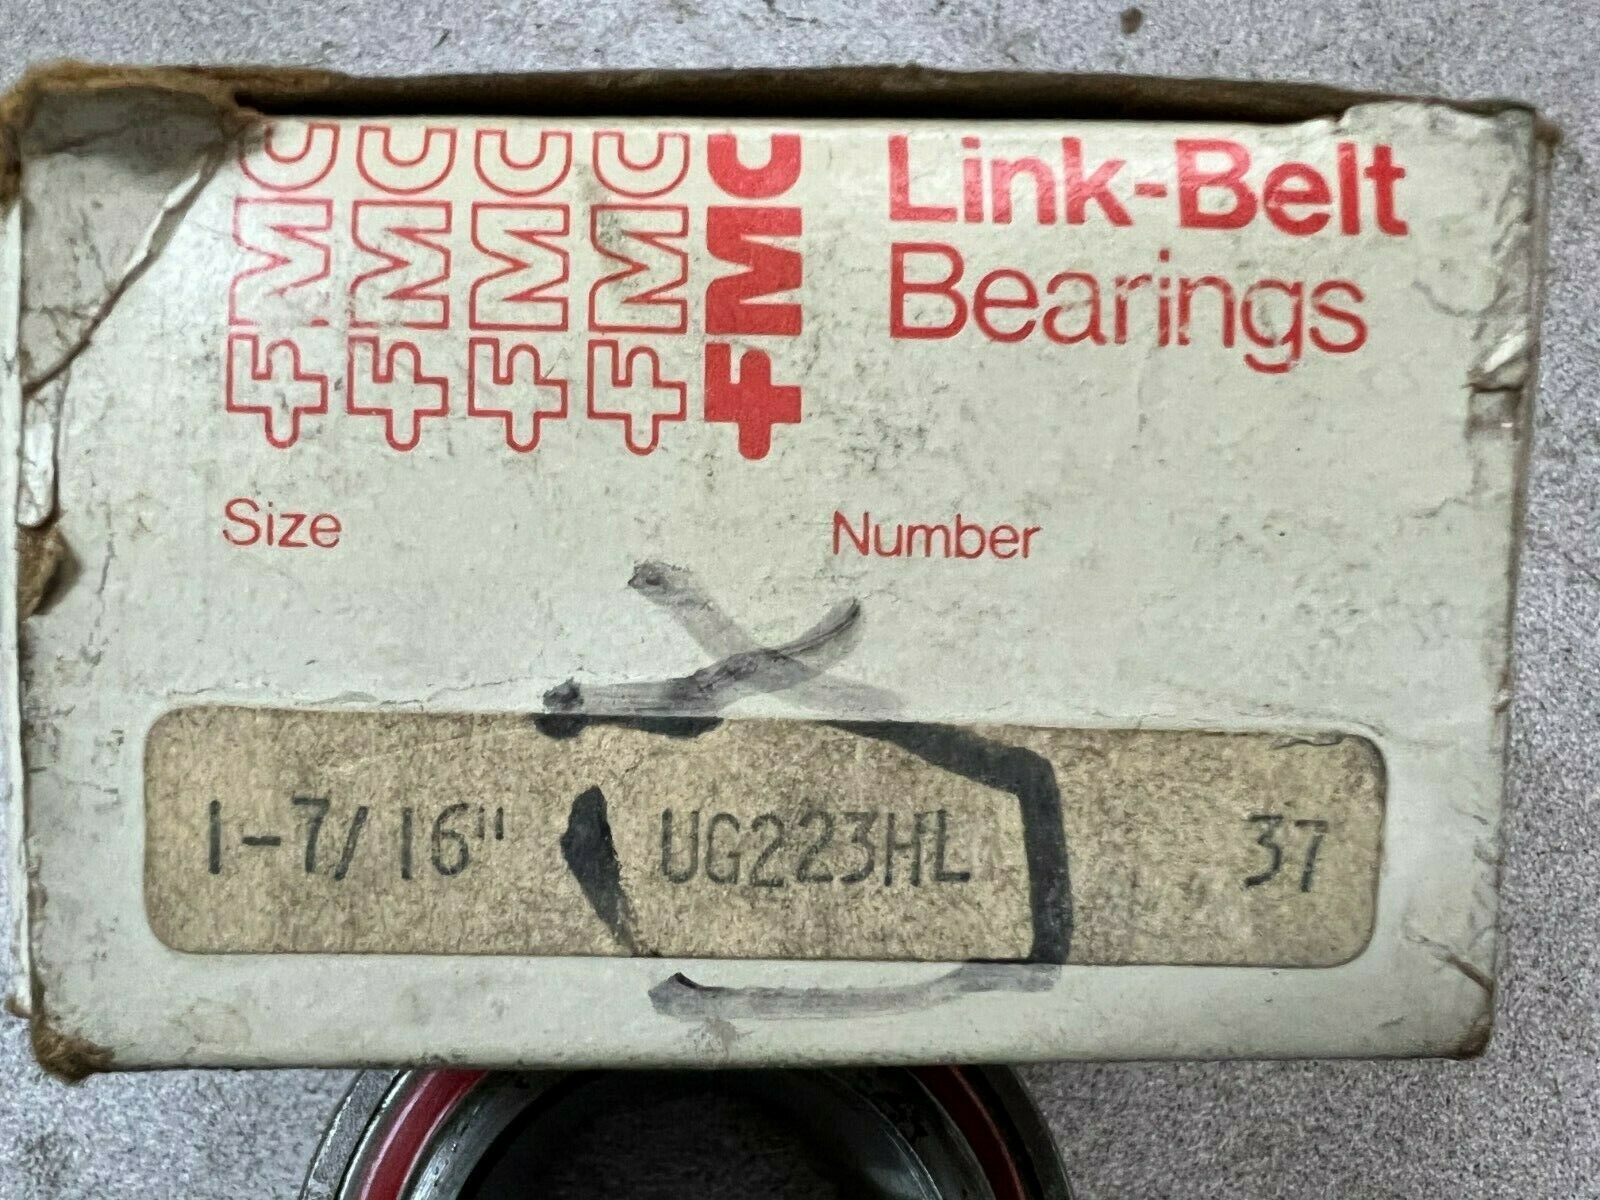 FMC FMC FMC FMC FMC
Link-Belt
Bearings
Size Number
1-7/16" UG223HL 37